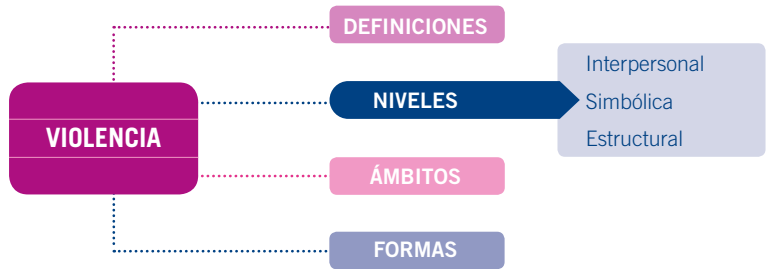 VIOLENCIA
DEFINICIONES
NIVELES
Interpersonal
Simbólica
Estructural
ÁMBITOS
FORMAS